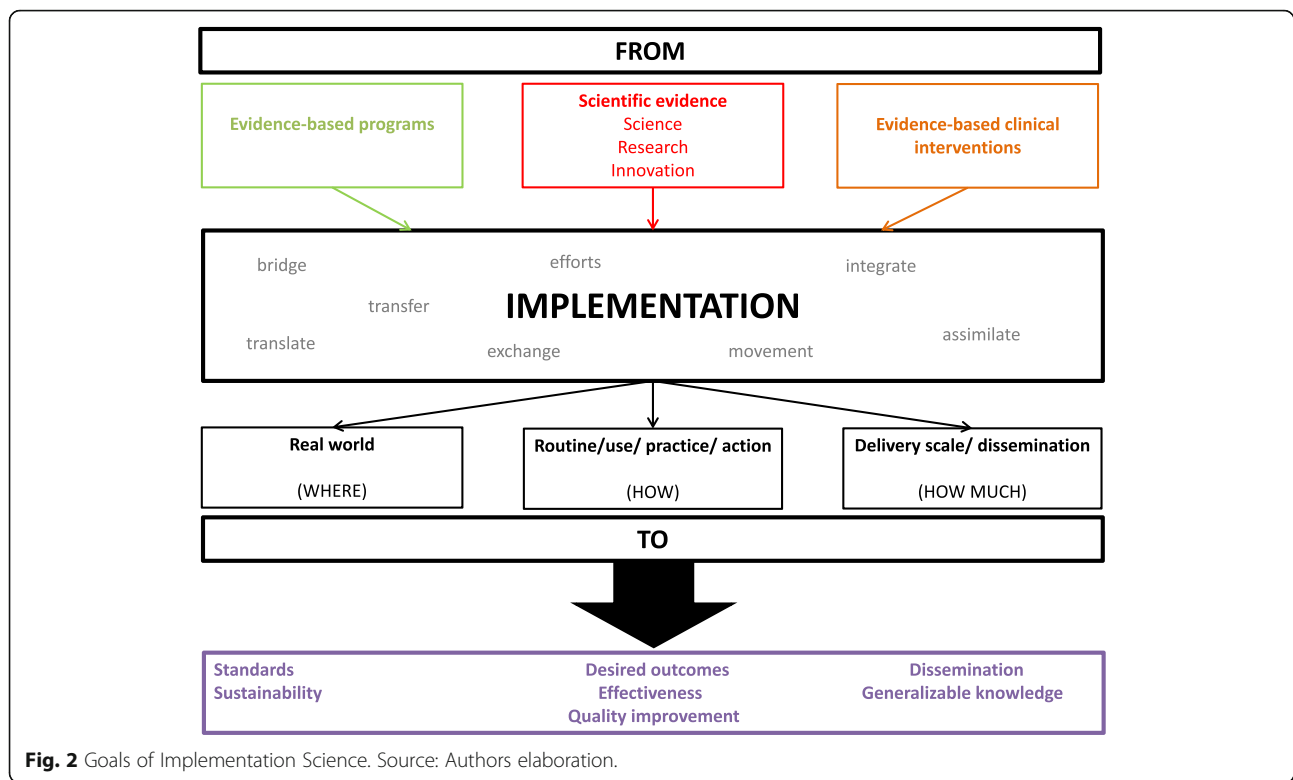 FROM
Evidence-based programs
Scientific evidence
Science
Research
Innovation
Evidence-based clinical
interventions
bridge
efforts
integrate
transfer
IMPLEMENTATION
translate
exchange
movement
assimilate
Real world
(WHERE)
Routine/use/ practice/ action
(HOW)
Delivery scale/ dissemination
(HOW MUCH)
TO
Standards
Sustainability
Desired outcomes
Effectiveness
Quality improvement
Dissemination
Generalizable knowledge
Fig. 2 Goals of Implementation Science. Source: Authors elaboration.